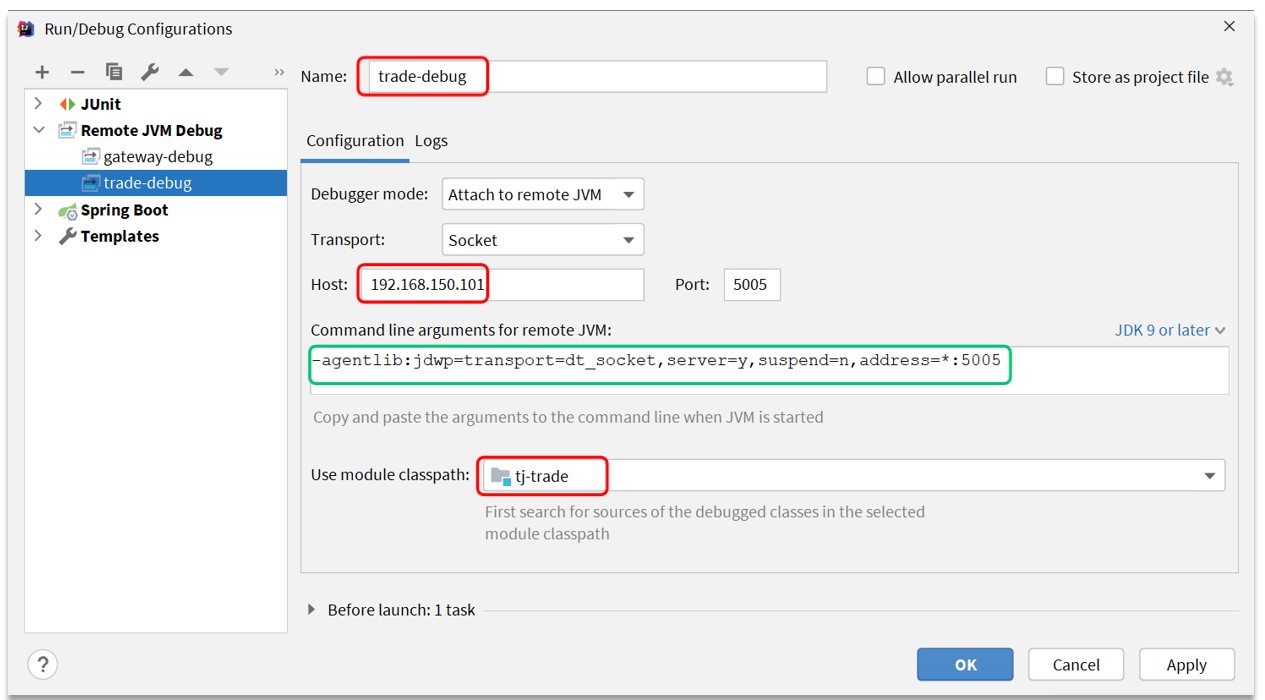 Run/Debug Configurations
Name: trade-debug
Allow parallel run
Store as project file
JUnit
Remote JVM Debug
gateway-debug
trade-debug
Spring Boot
Templates
Configuration Logs
Debugger mode: Attach to remote JVM
Transport: Socket
Host: 192.168.150.101 Port: 5005
Command line arguments for remote JVM: JDK 9 or later
-agentlib:jdwp=transport=dt_socket,server=y,suspend=n,address=*:5005
Copy and paste the arguments to the command line when JVM is started
Use module classpath: tj-trade
First search for sources of the debugged classes in the selected
module classpath
Before launch: 1 task
? OK Cancel Apply